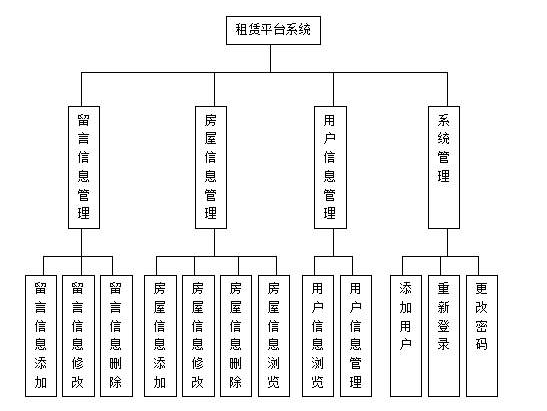 租赁平台系统
留言信息管理
房屋信息管理
用户信息管理
系统管理
留言信息添加
留言信息修改
留言信息删除
房屋信息添加
房屋信息修改
房屋信息删除
房屋信息浏览
用户信息浏览
用户信息管理
添加用户
重新登录
更改密码